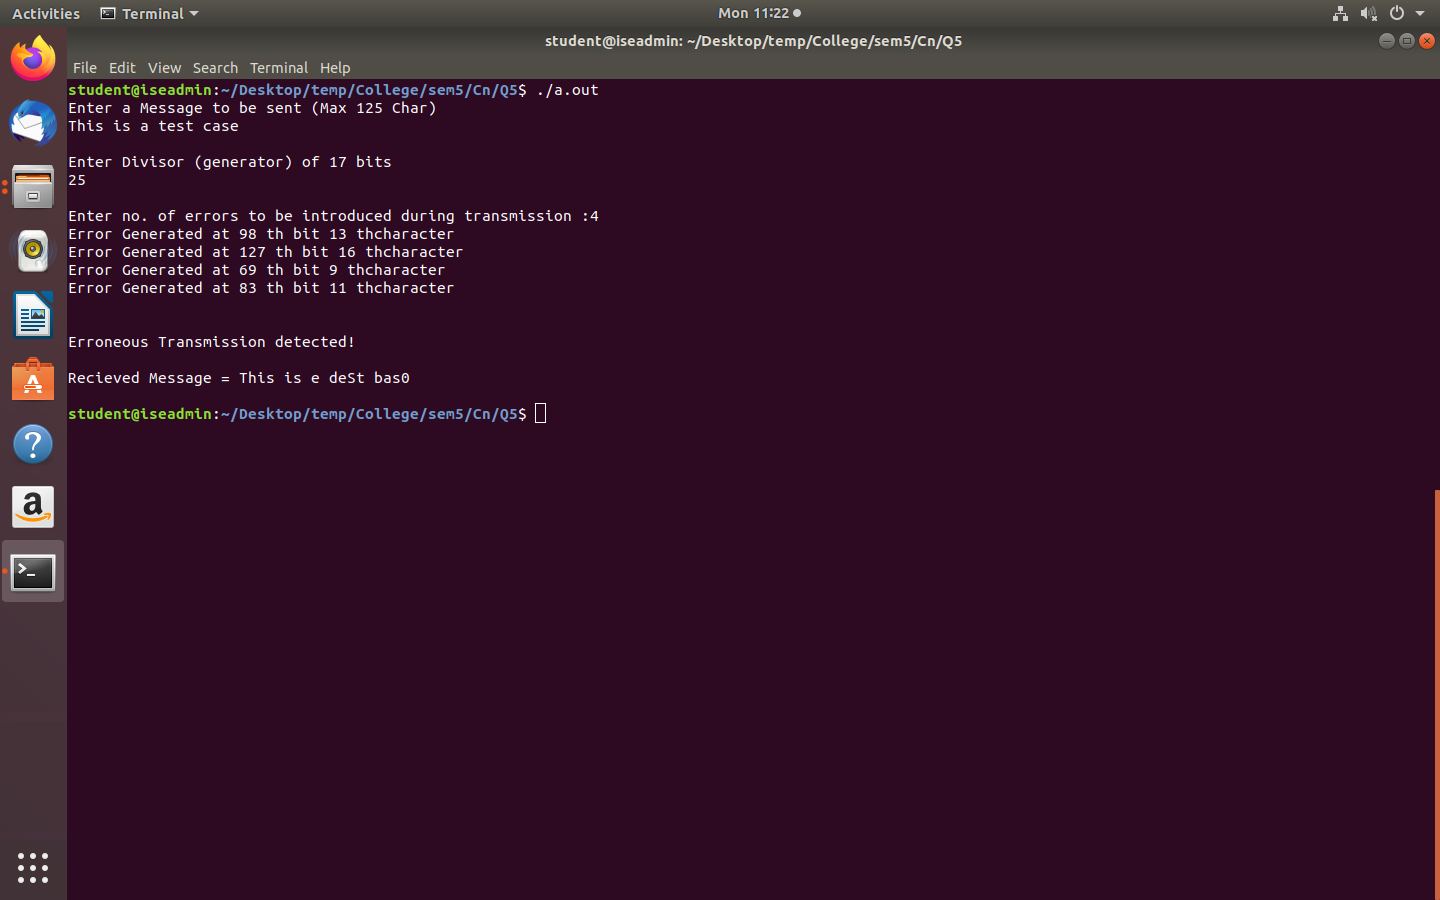 Activities Terminal Mon 11:22
student@iseadmin: ~/Desktop/temp/College/sem5/Cn/Q5
File Edit View Search Terminal Help
student@iseadmin:~/Desktop/temp/College/sem5/Cn/Q5$ ./a.out
Enter a Message to be sent (Max 125 Char)
This is a test case
Enter Divisor (generator) of 17 bits
25
Enter no. of errors to be introduced during transmission :4
Error Generated at 98 th bit 13 thcharacter
Error Generated at 127 th bit 16 thcharacter
Error Generated at 69 th bit 9 thcharacter
Error Generated at 83 th bit 11 thcharacter
Erroneous Transmission detected!
Recieved Message = This is e deSt bas0
student@iseadmin:~/Desktop/temp/College/sem5/Cn/Q5$